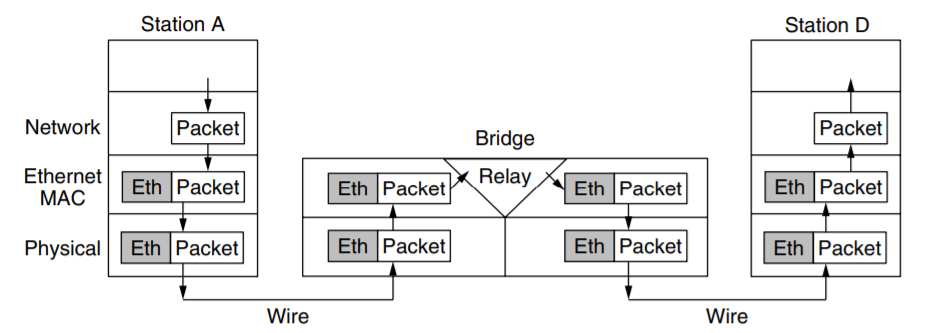 Station A
Station D
Network
Packet
Packet
Bridge
Ethernet
MAC
Eth Packet
Eth Packet
Relay
Eth Packet
Eth Packet
Physical
Eth Packet
Eth Packet
Eth Packet
Eth Packet
Wire
Wire